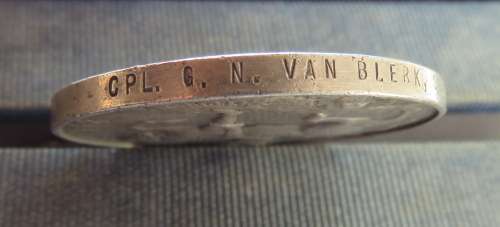 CPL. G. N. VAN BLERK,